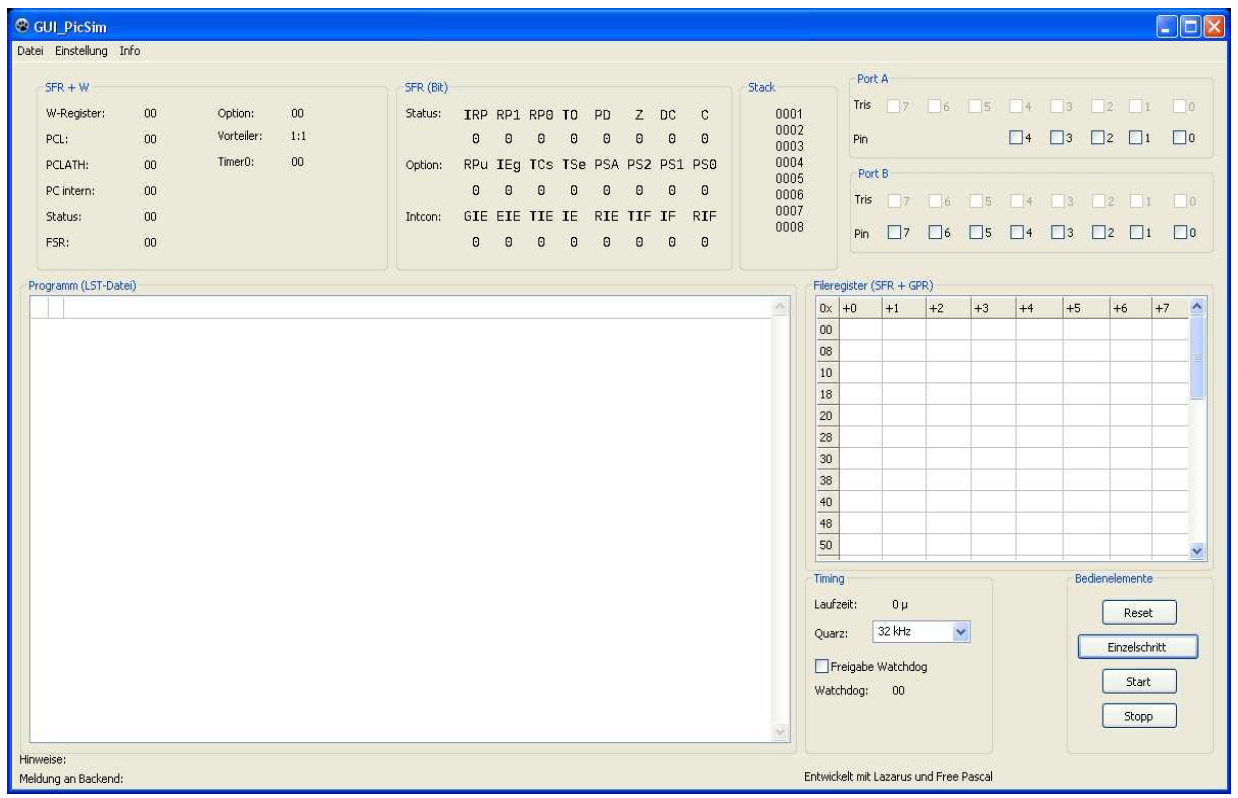 GUI_PicSim
Datei Einstellung Info
SFR + W
W-Register: 00 Option: 00
PCL: 00 Vorteiler: 1:1
PCLATH: 00 Timer0: 00
PC intern: 00
Status: 00
FSR: 00
SFR (Bit)
Status: IRP RP1 RP0 TO PD Z DC C
0 0 0 0 0 0 0 0
Option: RPu IEg TCs TSe PSA PS2 PS1 PS0
0 0 0 0 0 0 0 0
Intcon: GIE EIE TIE IE RIE TIF IF RIF
0 0 0 0 0 0 0 0
Stack
0001
0002
0003
0004
0005
0006
0007
0008
Port A
Tris 7 6 5 4 3 2 1 0
Pin 4 3 2 1 0
Port B
Tris 7 6 5 4 3 2 1 0
Pin 7 6 5 4 3 2 1 0
Programm (LST-Datei)
Fileregister (SFR + GPR)
0x +0 +1 +2 +3 +4 +5 +6 +7
00
08
10
18
20
28
30
38
40
48
50
Timing
Laufzeit: 0 µ
Quarz: 32 kHz
Freigabe Watchdog
Watchdog: 00
Bedienelemente
Reset
Einzelschritt
Start
Stopp
Hinweise:
Meldung an Backend:
Entwickelt mit Lazarus und Free Pascal